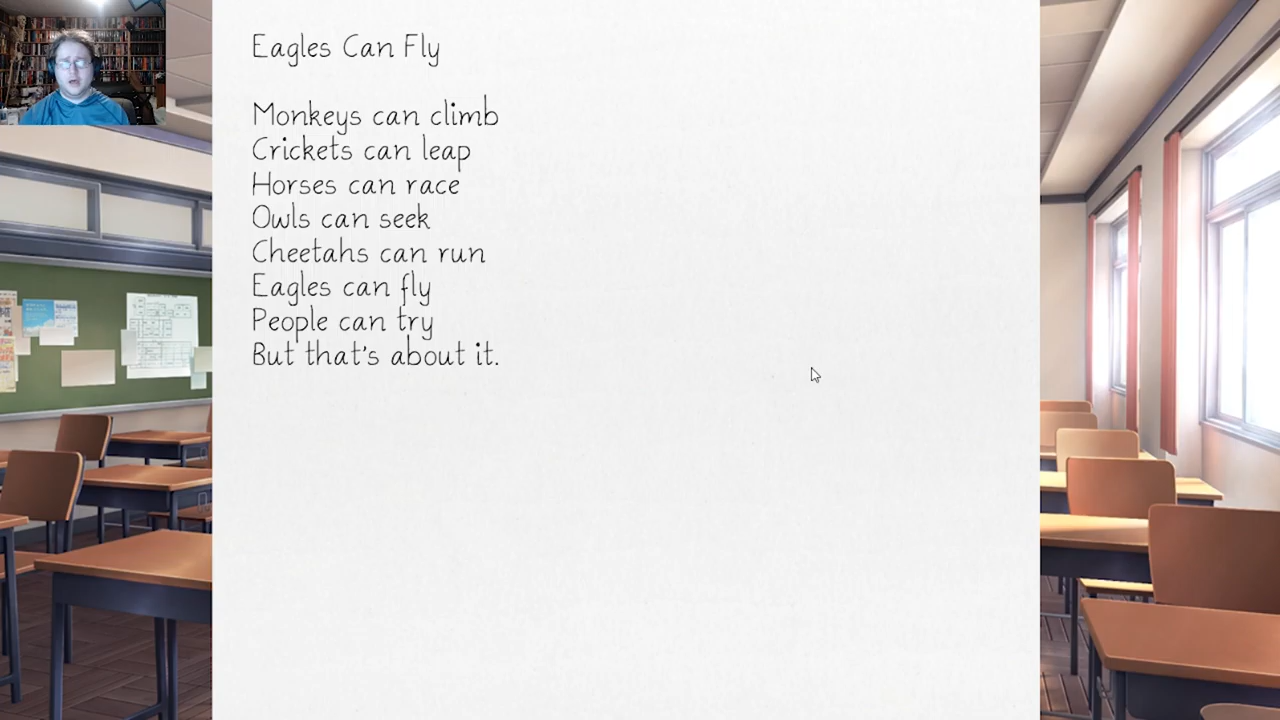 Eagles Can Fly
Monkeys can climb
Crickets can leap
Horses can race
Owls can seek
Cheetahs can run
Eagles can fly
People can try
But that's about it.